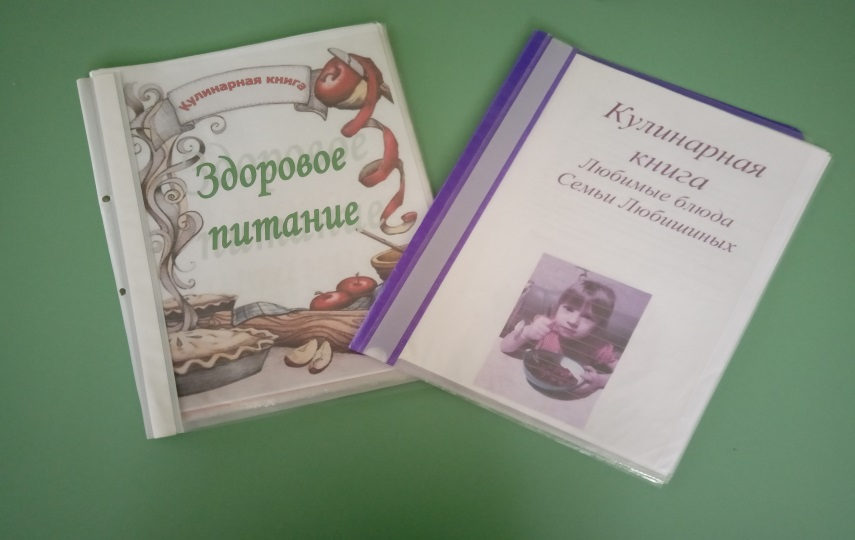 Кулинарная книга
Здоровое
питание
Кулинарная
книга
Любимые блюда
Семьи Любишиных